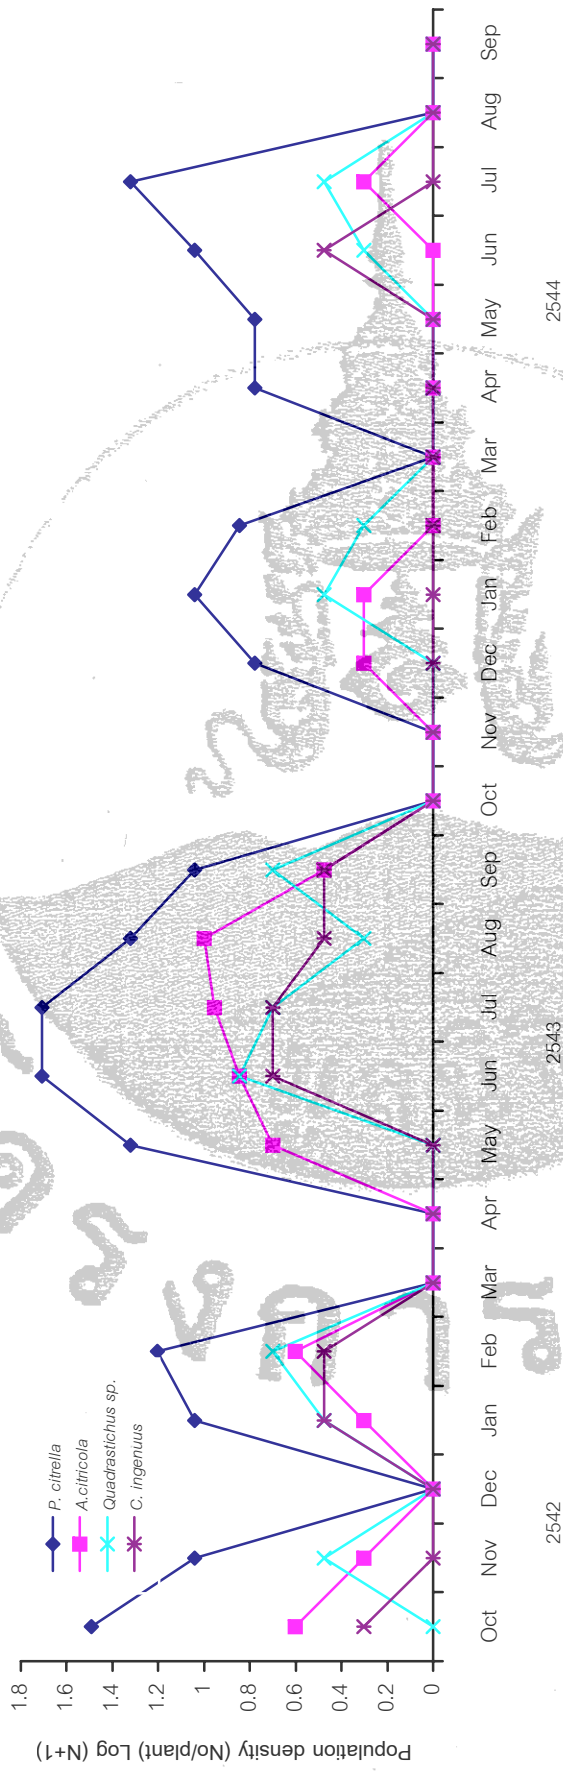 P. citrella
A.citricola
Quadrastichus sp.
C. ingenuus
Population density (No/plant) Log (N+1)
1.8
1.6
1.4
1.2
1
0.8
0.6
0.4
0.2
0
Oct Nov Dec Jan Feb Mar Apr May Jun Jul Aug Sep Oct Nov Dec Jan Feb Mar Apr May Jun Jul Aug Sep
2542 2543 2544